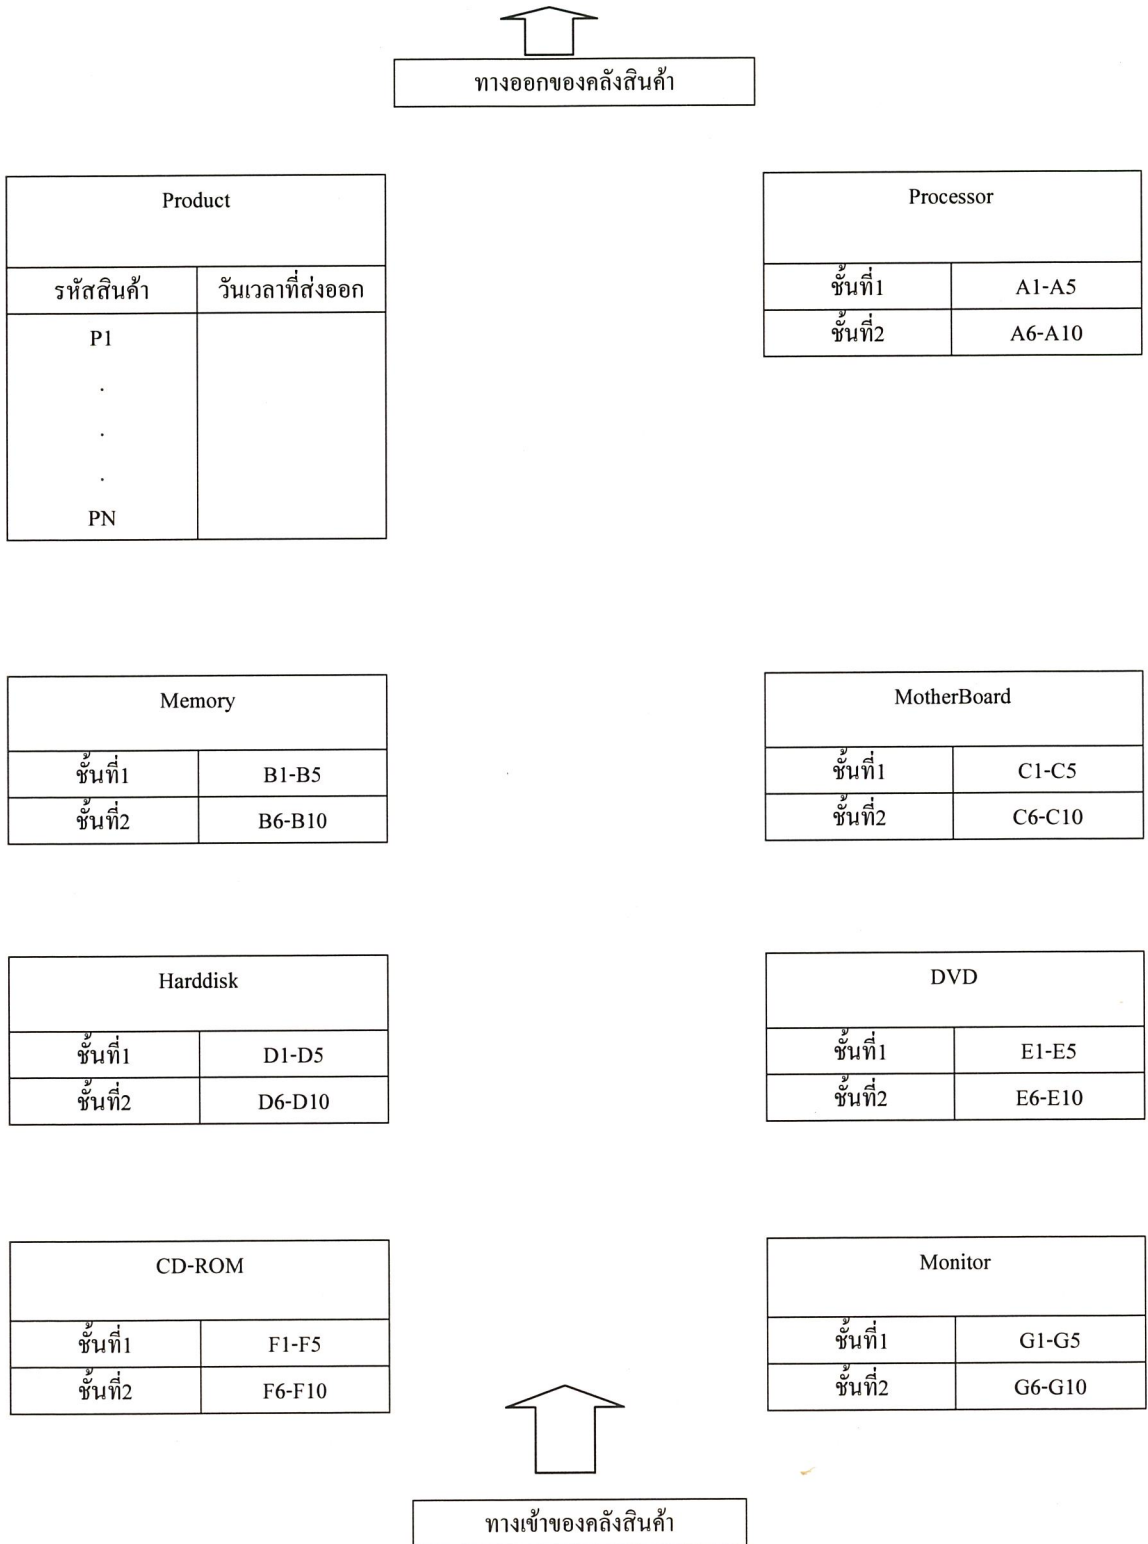 ทางออกของคลังสินค้า
Product
รหัสสินค้า วันเวลาที่ส่งออก
P1
.
.
.
PN
Processor
ชั้นที่1 A1-A5
ชั้นที่2 A6-A10
Memory
ชั้นที่1 B1-B5
ชั้นที่2 B6-B10
MotherBoard
ชั้นที่1 C1-C5
ชั้นที่2 C6-C10
Harddisk
ชั้นที่1 D1-D5
ชั้นที่2 D6-D10
DVD
ชั้นที่1 E1-E5
ชั้นที่2 E6-E10
CD-ROM
ชั้นที่1 F1-F5
ชั้นที่2 F6-F10
Monitor
ชั้นที่1 G1-G5
ชั้นที่2 G6-G10
ทางเข้าของคลังสินค้า